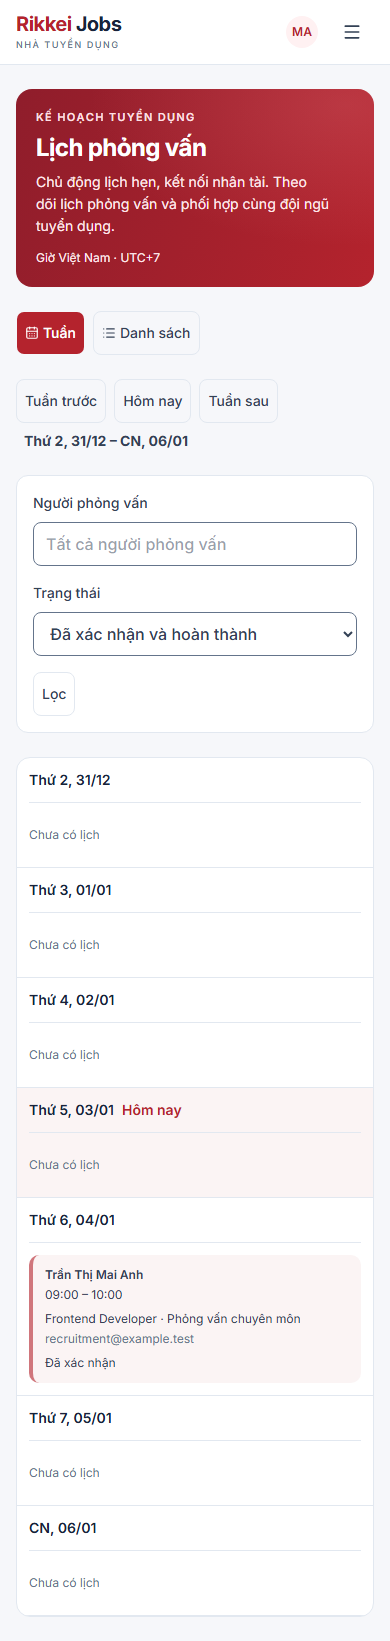 Rikkei Jobs
NHÀ TUYỂN DỤNG
MA
KẾ HOẠCH TUYỂN DỤNG
Lịch phỏng vấn
Chủ động lịch hẹn, kết nối nhân tài. Theo
dõi lịch phỏng vấn và phối hợp cùng đội ngũ
tuyển dụng.
Giờ Việt Nam · UTC+7
Tuần
Danh sách
Tuần trước
Hôm nay
Tuần sau
Thứ 2, 31/12 – CN, 06/01
Người phỏng vấn
Tất cả người phỏng vấn
Trạng thái
Đã xác nhận và hoàn thành
Lọc
Thứ 2, 31/12
Chưa có lịch
Thứ 3, 01/01
Chưa có lịch
Thứ 4, 02/01
Chưa có lịch
Thứ 5, 03/01 Hôm nay
Chưa có lịch
Thứ 6, 04/01
Trần Thị Mai Anh
09:00 – 10:00
Frontend Developer · Phỏng vấn chuyên môn
recruitment@example.test
Đã xác nhận
Thứ 7, 05/01
Chưa có lịch
CN, 06/01
Chưa có lịch